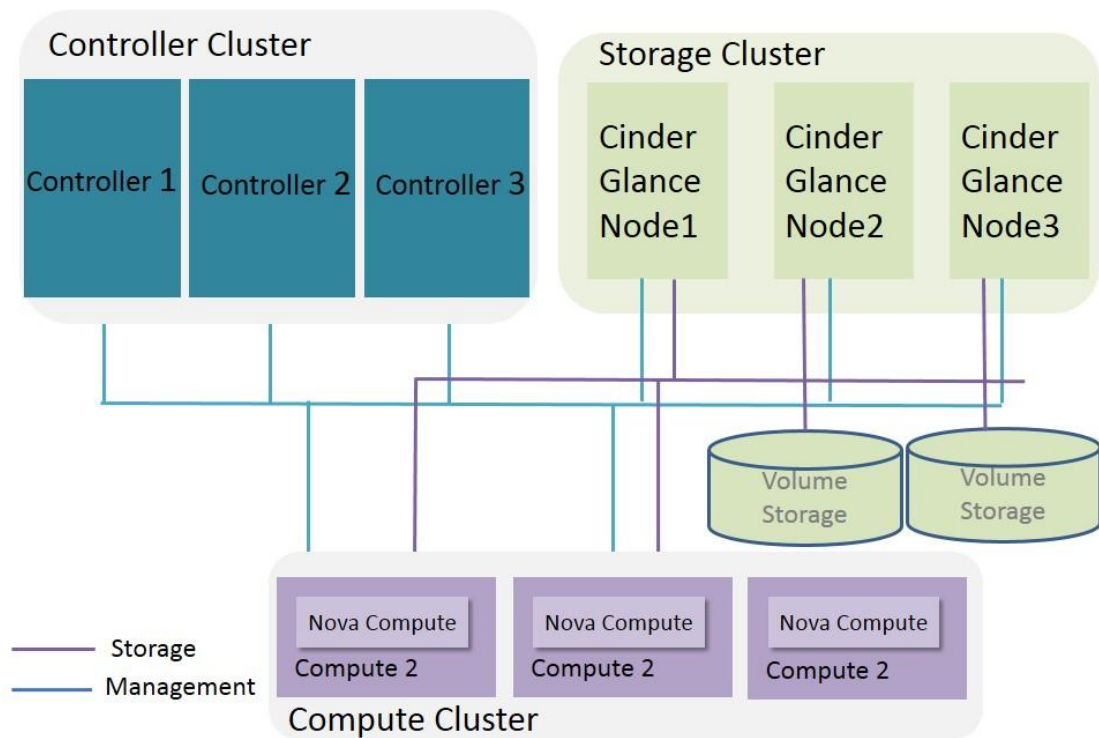 Controller Cluster
Controller 1
Controller 2
Controller 3
Storage Cluster
Cinder
Glance
Node1
Cinder
Glance
Node2
Cinder
Glance
Node3
Volume
Storage
Volume
Storage
Nova Compute
Compute 2
Nova Compute
Compute 2
Nova Compute
Compute 2
Compute Cluster
Storage
Management